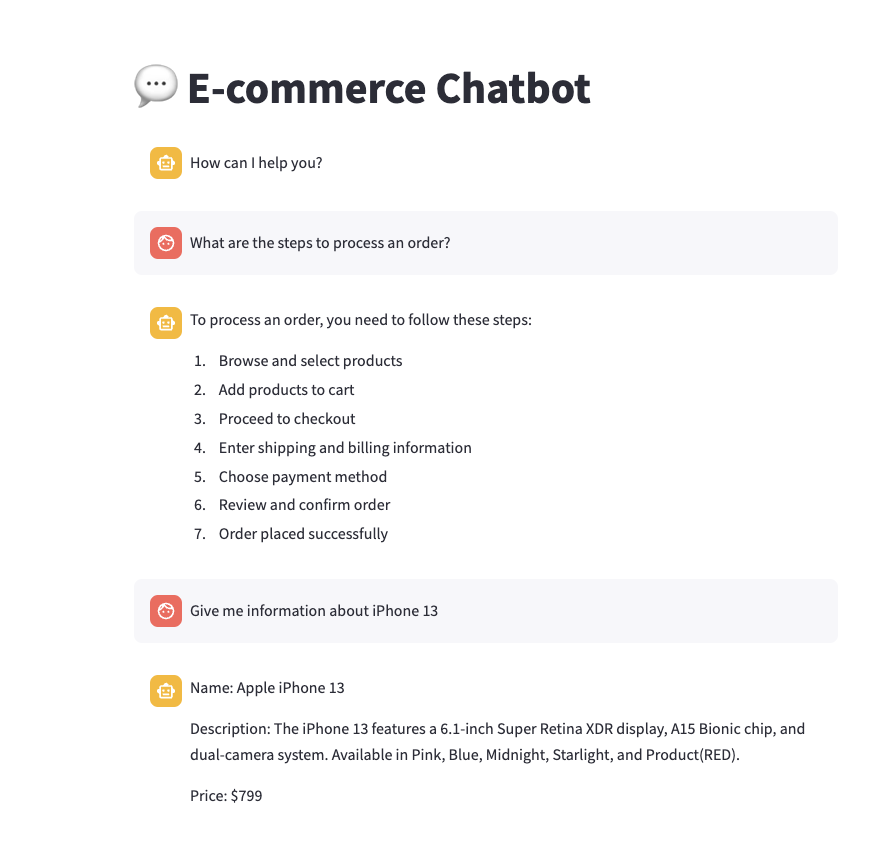 💬 E-commerce Chatbot
How can I help you?
What are the steps to process an order?
To process an order, you need to follow these steps:
1. Browse and select products
2. Add products to cart
3. Proceed to checkout
4. Enter shipping and billing information
5. Choose payment method
6. Review and confirm order
7. Order placed successfully
Give me information about iPhone 13
Name: Apple iPhone 13
Description: The iPhone 13 features a 6.1-inch Super Retina XDR display, A15 Bionic chip, and
dual-camera system. Available in Pink, Blue, Midnight, Starlight, and Product(RED).
Price: $799